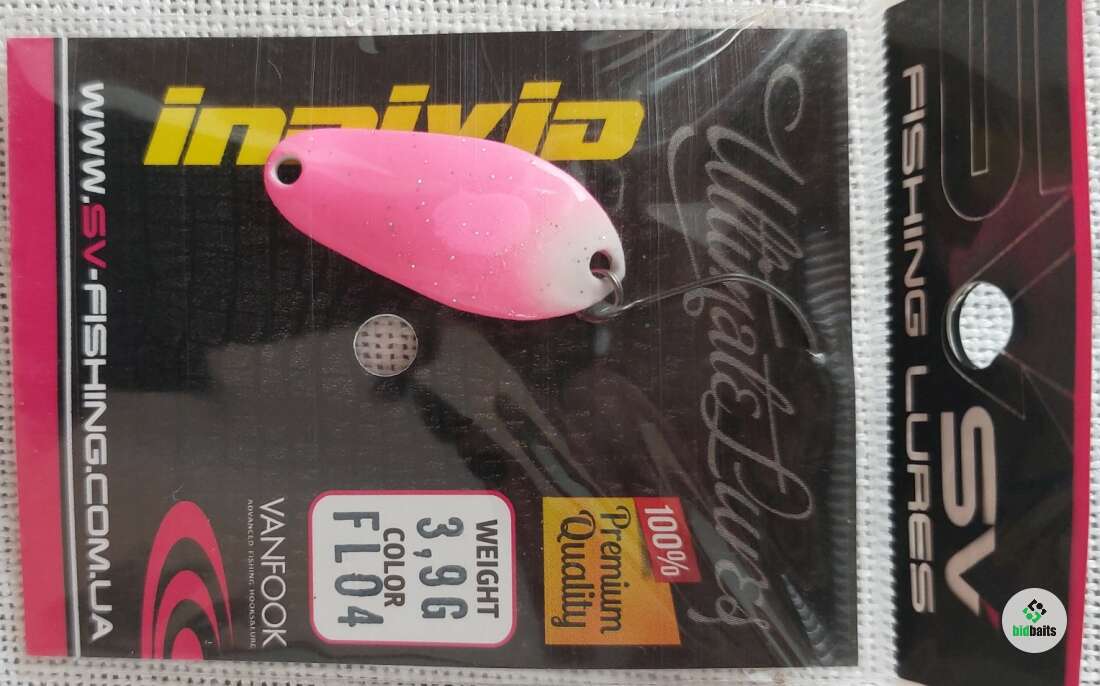 INDIVID
Ultimate Lures
WWW.SV-FISHING.COM.UA
VANFOOK
ADVANCED FISHING
WEIGHT
3,9G
COLOR
FL04
100%
Premium
Quality
SV
FISHING LURES
bidbaits